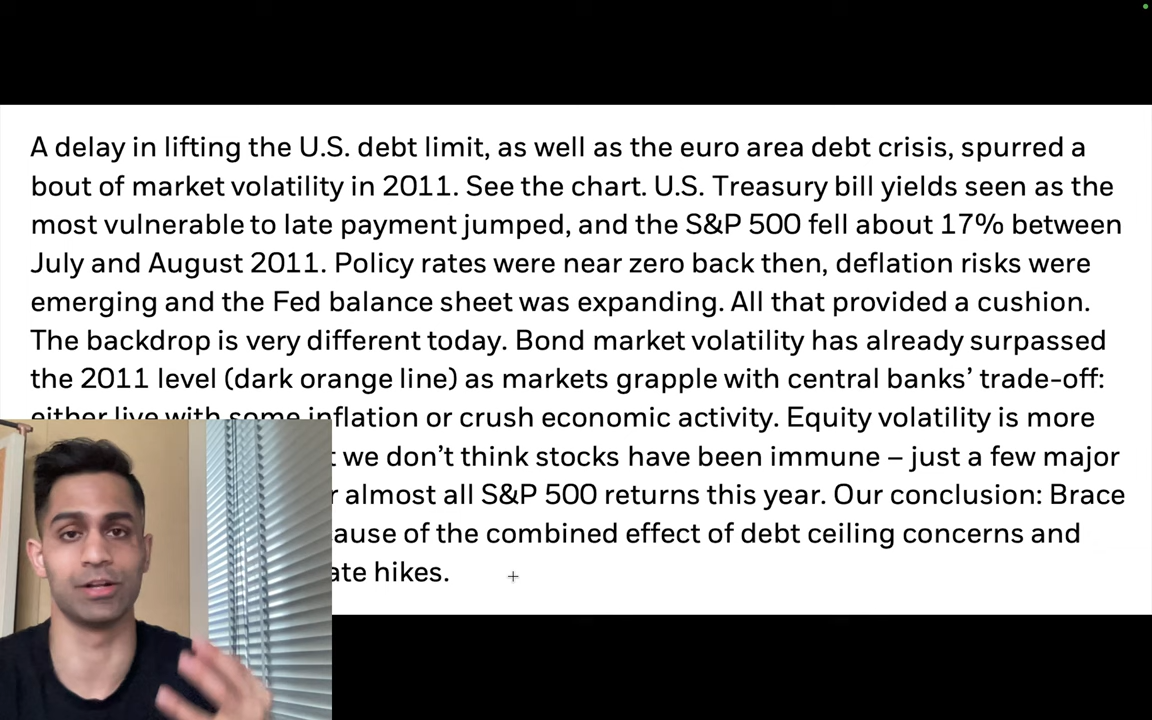 A delay in lifting the U.S. debt limit, as well as the euro area debt crisis, spurred a
bout of market volatility in 2011. See the chart. U.S. Treasury bill yields seen as the
most vulnerable to late payment jumped, and the S&P 500 fell about 17% between
July and August 2011. Policy rates were near zero back then, deflation risks were
emerging and the Fed balance sheet was expanding. All that provided a cushion.
The backdrop is very different today. Bond market volatility has already surpassed
the 2011 level (dark orange line) as markets grapple with central banks’ trade-off:
either live with some inflation or crush economic activity. Equity volatility is more
we don’t think stocks have been immune – just a few major
almost all S&P 500 returns this year. Our conclusion: Brace
ause of the combined effect of debt ceiling concerns and
ate hikes.